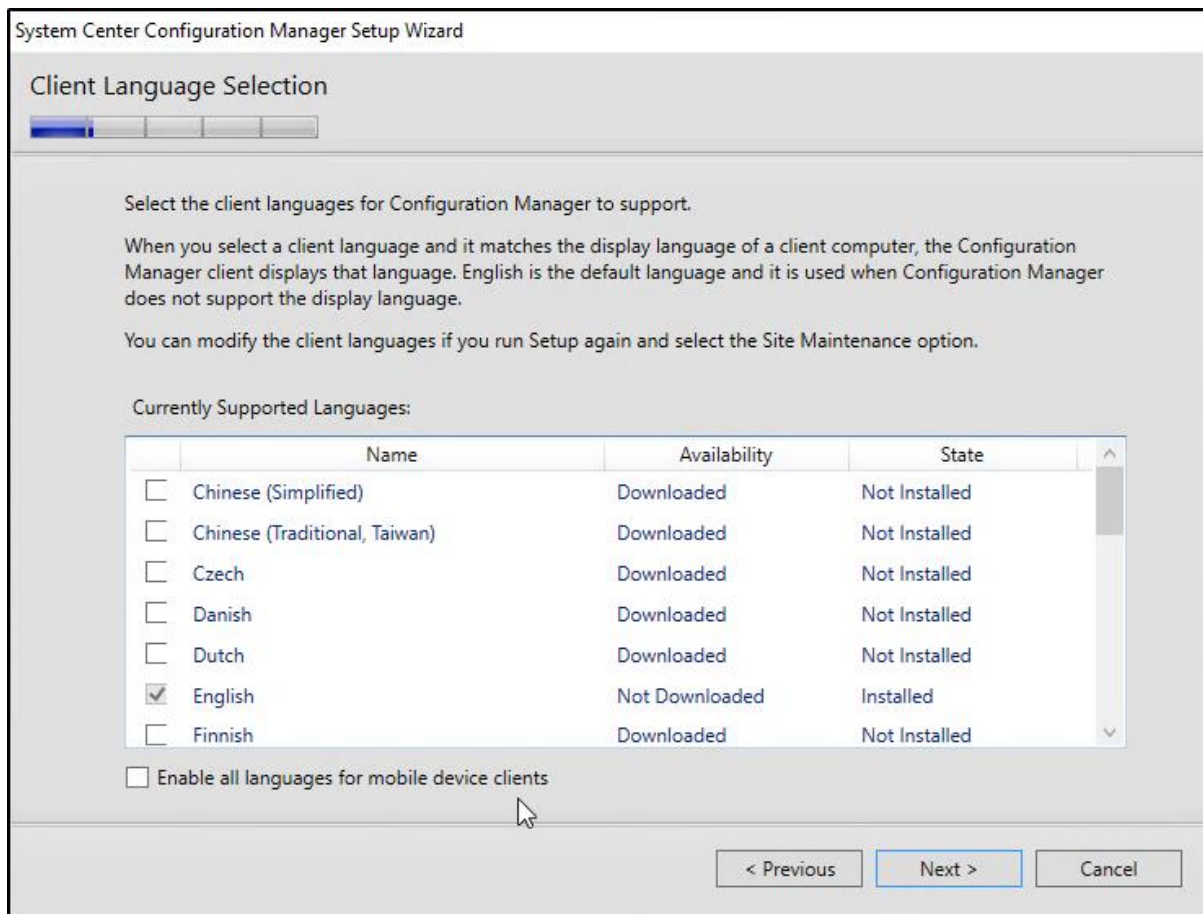 System Center Configuration Manager Setup Wizard
Client Language Selection
Select the client languages for Configuration Manager to support.
When you select a client language and it matches the display language of a client computer, the Configuration
Manager client displays that language. English is the default language and it is used when Configuration Manager
does not support the display language.
You can modify the client languages if you run Setup again and select the Site Maintenance option.
Currently Supported Languages:
Name Availability State
Chinese (Simplified) Downloaded Not Installed
Chinese (Traditional, Taiwan) Downloaded Not Installed
Czech Downloaded Not Installed
Danish Downloaded Not Installed
Dutch Downloaded Not Installed
English Not Downloaded Installed
Finnish Downloaded Not Installed
Enable all languages for mobile device clients
< Previous Next > Cancel